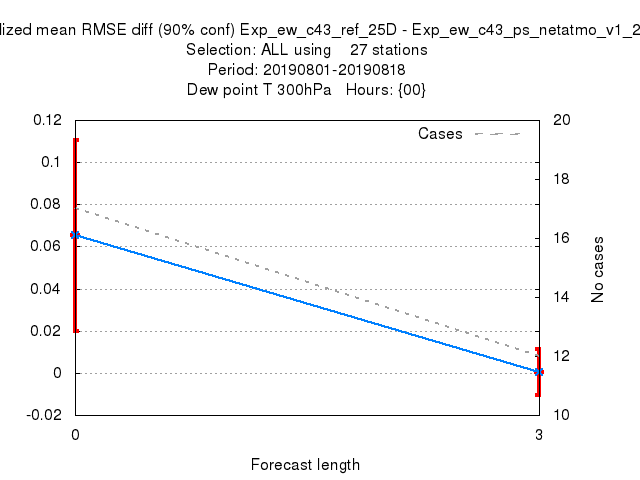 lized mean RMSE diff (90% conf) Exp_ew_c43_ref_25D - Exp_ew_c43_ps_netatmo_v1_2
Selection: ALL using    27 stations
Period: 20190801-20190818
Dew point T 300hPa   Hours: {00}
Cases
0.12
0.1
0.08
0.06
0.04
0.02
0
-0.02
20
18
16
14
12
10
No cases
0 3
Forecast length